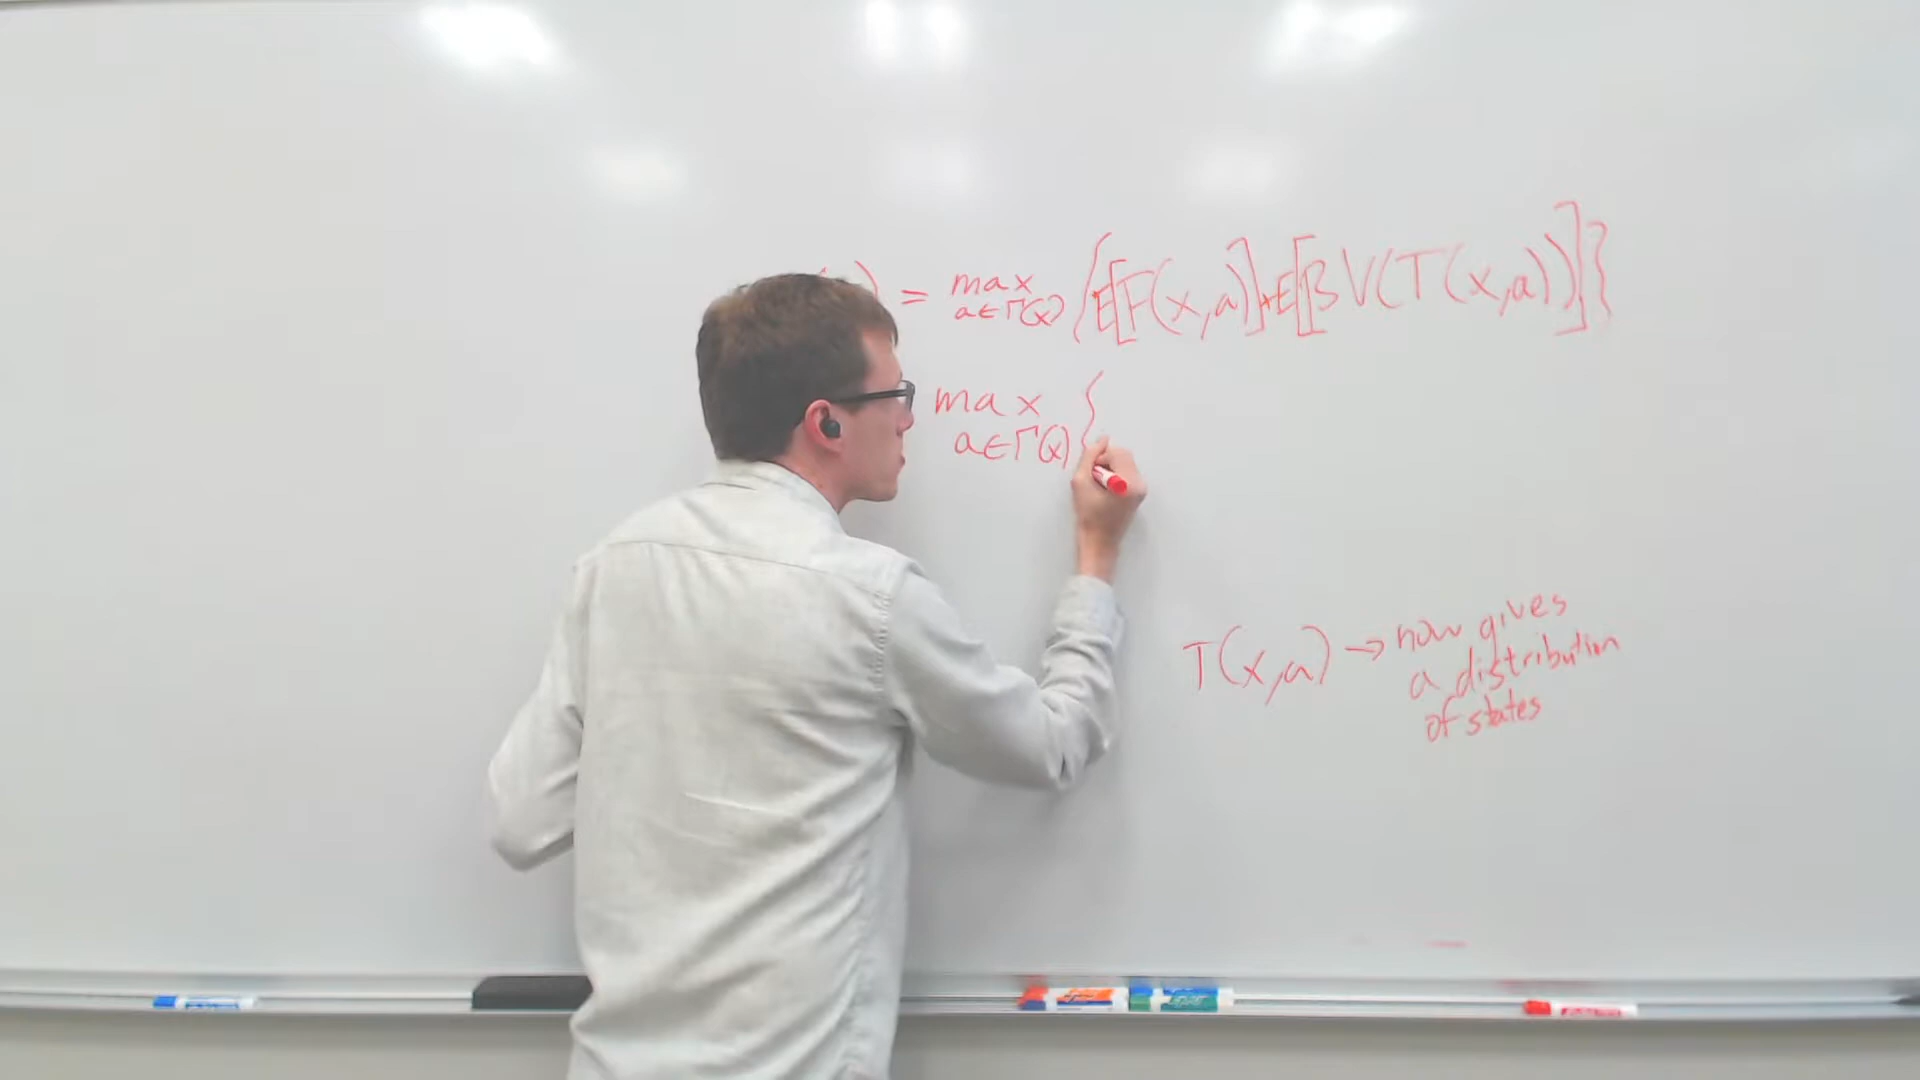 ( ) = max a∈Γ(x) {E[F(x,a)]+E[βV(T(x,a))]}
max a∈Γ(x) {
T(x,a) → now gives
a distribution
of states